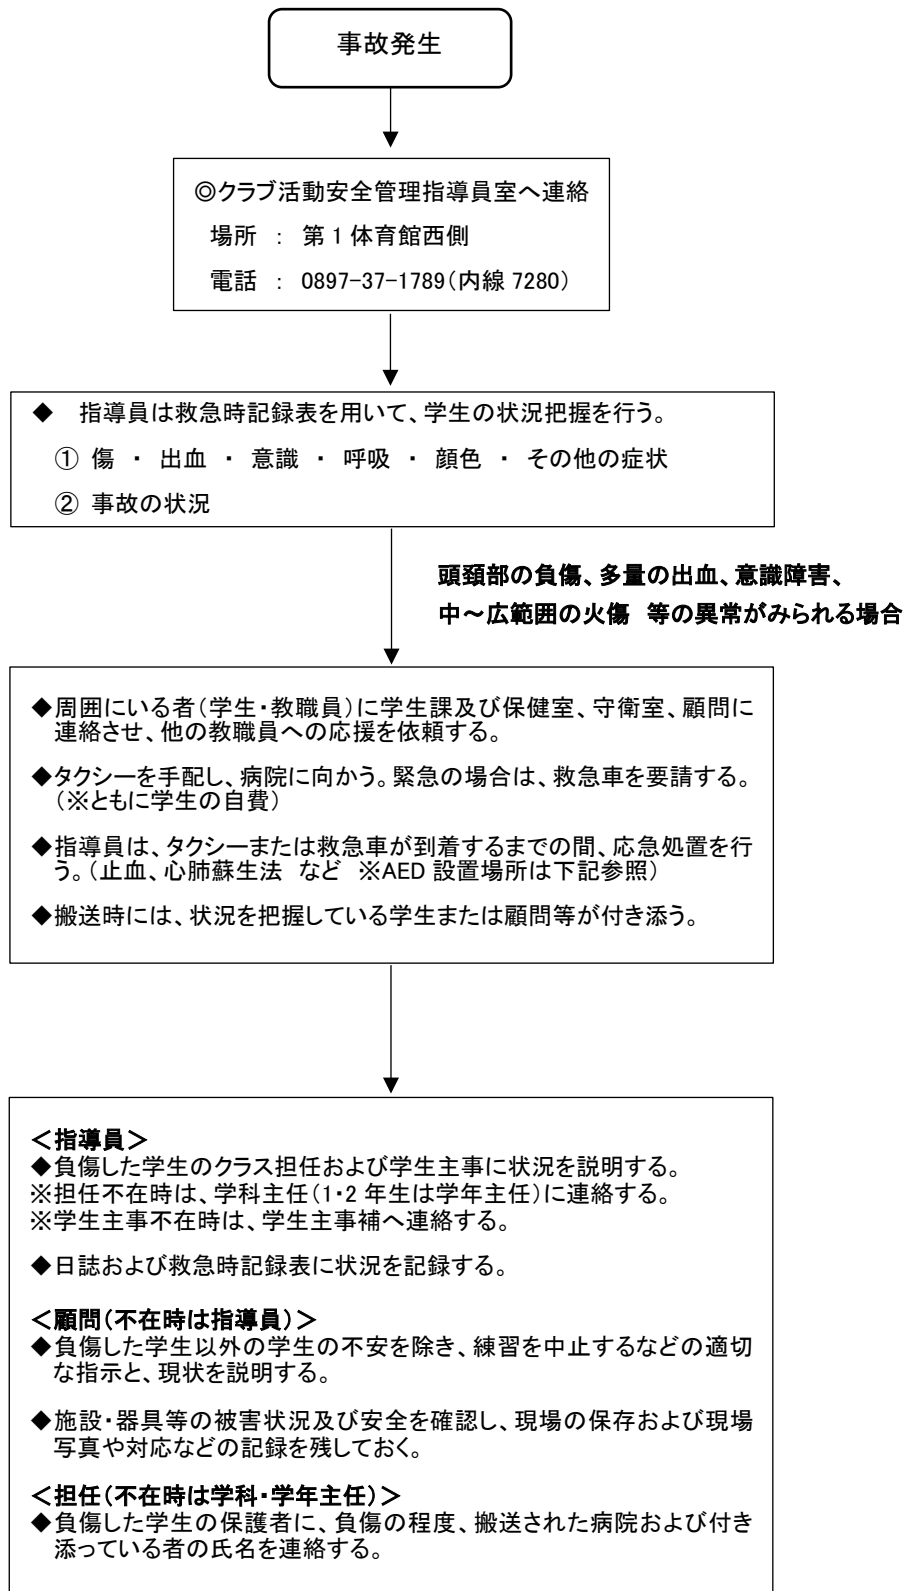 事故発生
◎クラブ活動安全管理指導員室へ連絡
場所 : 第1体育館西側
電話 : 0897-37-1789(内線 7280)
◆ 指導員は救急時記録表を用いて、学生の状況把握を行う。
① 傷 ・ 出血 ・ 意識 ・ 呼吸 ・ 顔色 ・ その他の症状
② 事故の状況
頭頚部の負傷、多量の出血、意識障害、
中～広範囲の火傷 等の異常がみられる場合
◆周囲にいる者(学生・教職員)に学生課及び保健室、守衛室、顧問に
連絡させ、他の教職員への応援を依頼する。
◆タクシーを手配し、病院に向かう。緊急の場合は、救急車を要請する。
(※ともに学生の自費)
◆指導員は、タクシーまたは救急車が到着するまでの間、応急処置を行
う。(止血、心肺蘇生法 など ※AED 設置場所は下記参照)
◆搬送時には、状況を把握している学生または顧問等が付き添う。
＜指導員＞
◆負傷した学生のクラス担任および学生主事に状況を説明する。
※担任不在時は、学科主任(1・2 年生は学年主任)に連絡する。
※学生主事不在時は、学生主事補へ連絡する。
◆日誌および救急時記録表に状況を記録する。
＜顧問(不在時は指導員)＞
◆負傷した学生以外の学生の不安を除き、練習を中止するなどの適切
な指示と、現状を説明する。
◆施設・器具等の被害状況及び安全を確認し、現場の保存および現場
写真や対応などの記録を残しておく。
＜担任(不在時は学科・学年主任)＞
◆負傷した学生の保護者に、負傷の程度、搬送された病院および付き
添っている者の氏名を連絡する。